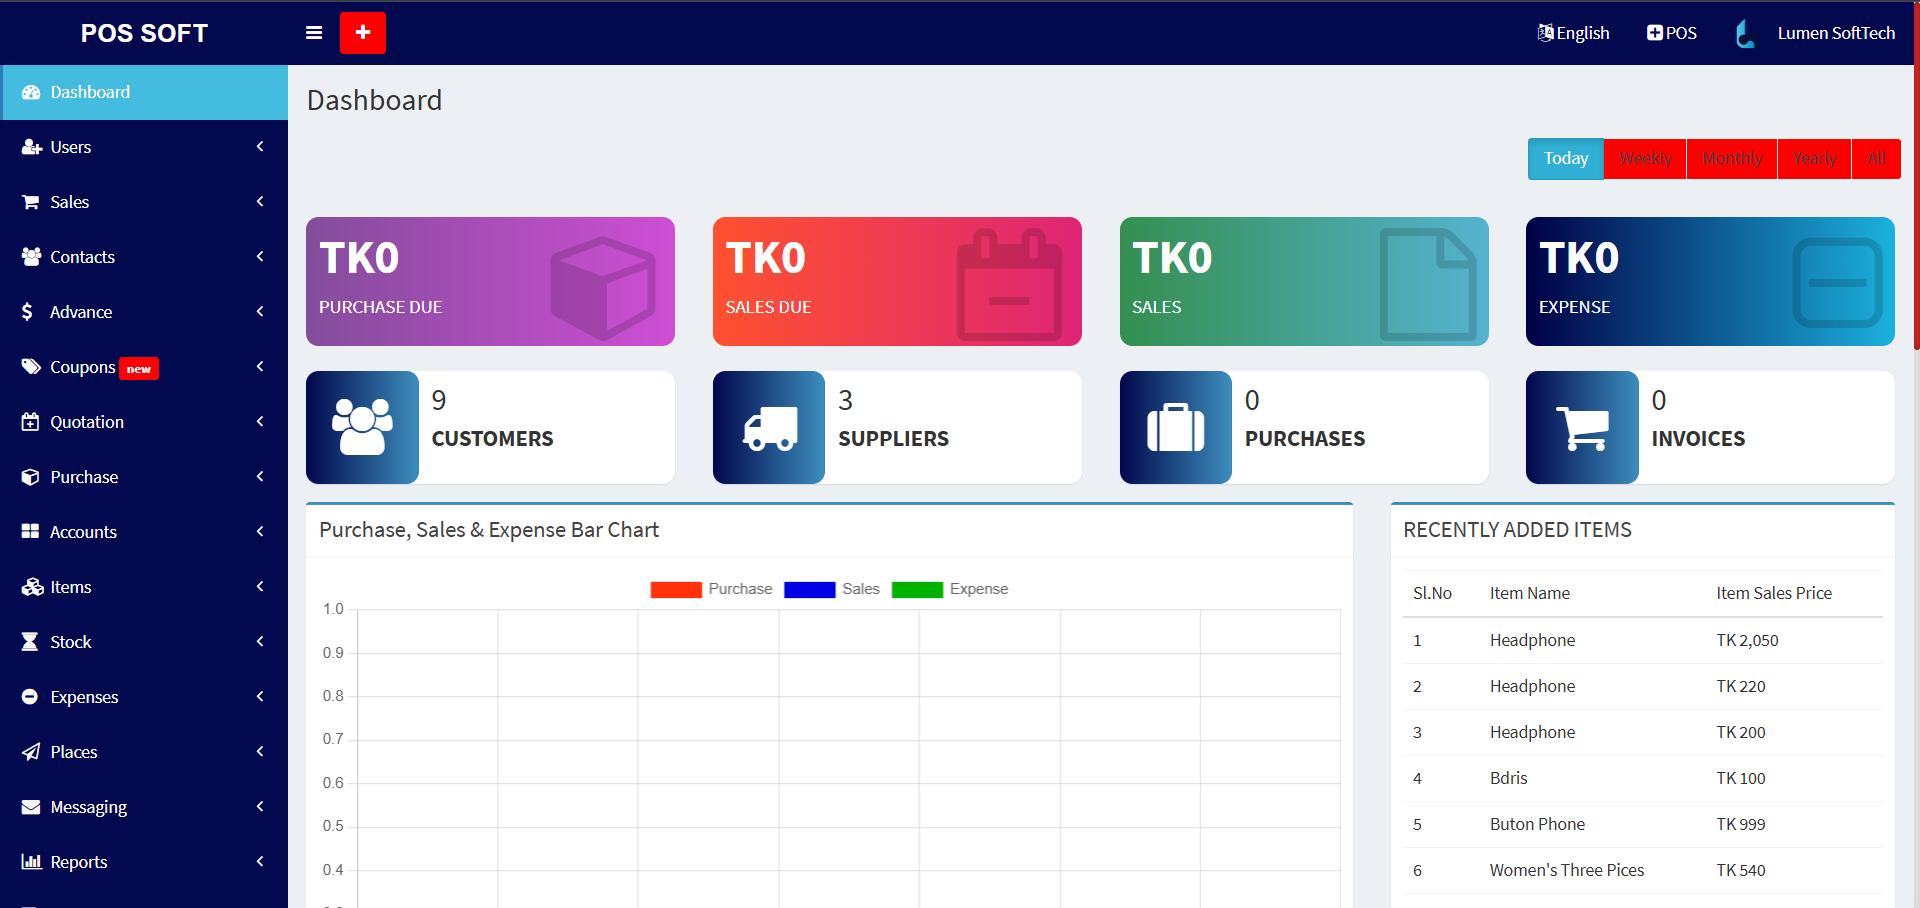 POS SOFT
English
POS
Lumen SoftTech
Dashboard
Users
Sales
Contacts
Advance
Coupons new
Quotation
Purchase
Accounts
Items
Stock
Expenses
Places
Messaging
Reports
Dashboard
Today Weekly Monthly Yearly All
TK0
PURCHASE DUE
TK0
SALES DUE
TK0
SALES
TK0
EXPENSE
9
CUSTOMERS
3
SUPPLIERS
0
PURCHASES
0
INVOICES
Purchase, Sales & Expense Bar Chart
Purchase Sales Expense
1.0
0.9
0.8
0.7
0.6
0.5
0.4
RECENTLY ADDED ITEMS
Sl.No Item Name Item Sales Price
1 Headphone TK 2,050
2 Headphone TK 220
3 Headphone TK 200
4 Bdris TK 100
5 Buton Phone TK 999
6 Women's Three Pices TK 540